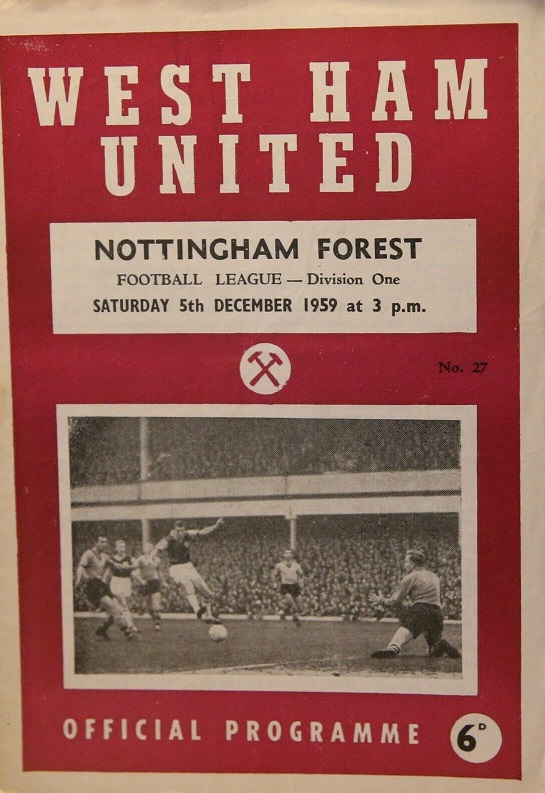 WEST HAM
UNITED
NOTTINGHAM FOREST
FOOTBALL LEAGUE — Division One
SATURDAY 5th DECEMBER 1959 at 3 p.m.
No. 27
OFFICIAL PROGRAMME
6D